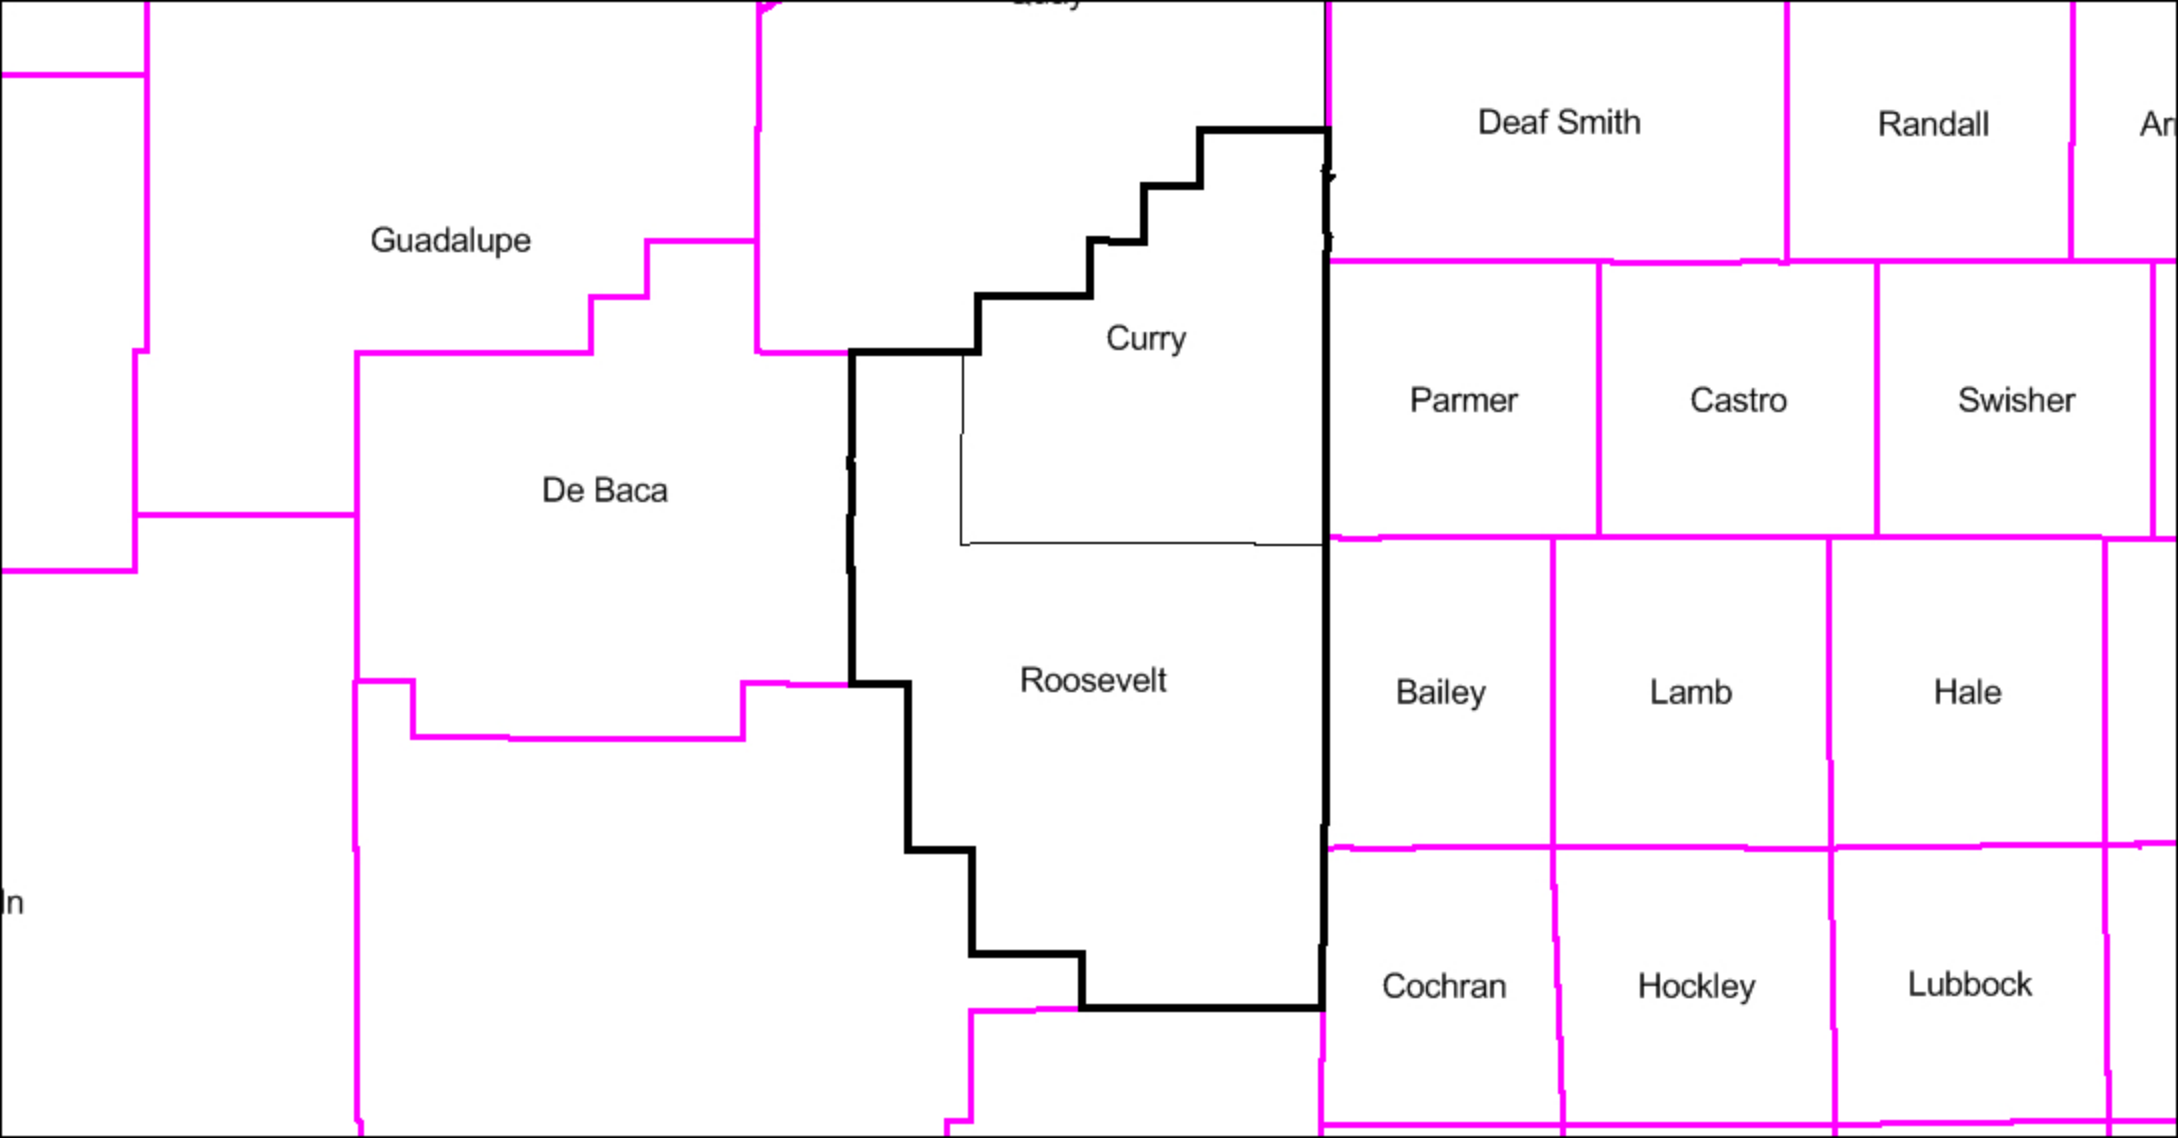 Deaf Smith
Randall
Guadalupe
Curry
Parmer
Castro
Swisher
De Baca
Roosevelt
Bailey
Lamb
Hale
Cochran
Hockley
Lubbock